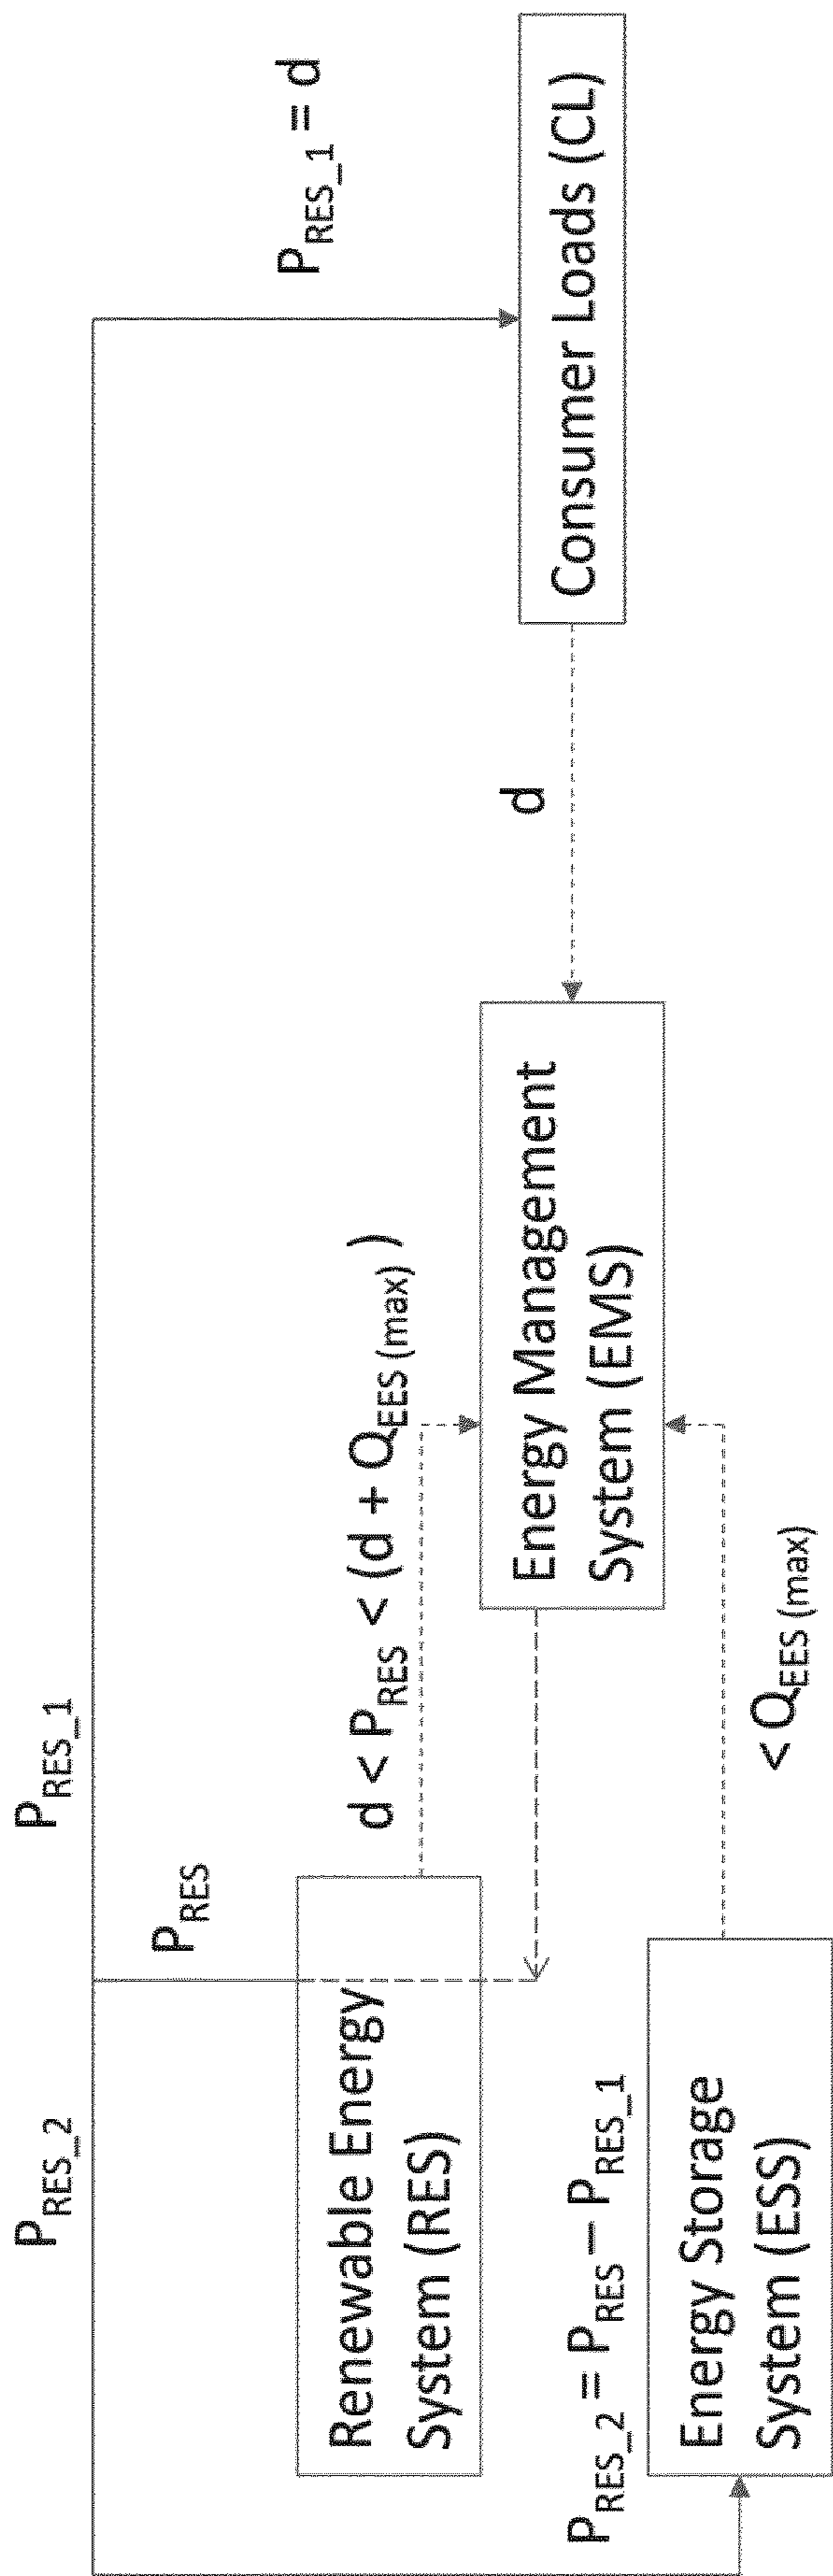 P_RES_2
P_RES_1
P_RES
P_RES_1 = d
Renewable Energy
System (RES)
d < P_RES < (d + Q_EES (max) )
P_RES_2 = P_RES – P_RES_1
Energy Management
System (EMS)
d
Consumer Loads (CL)
Energy Storage
System (ESS)
< Q_EES (max)